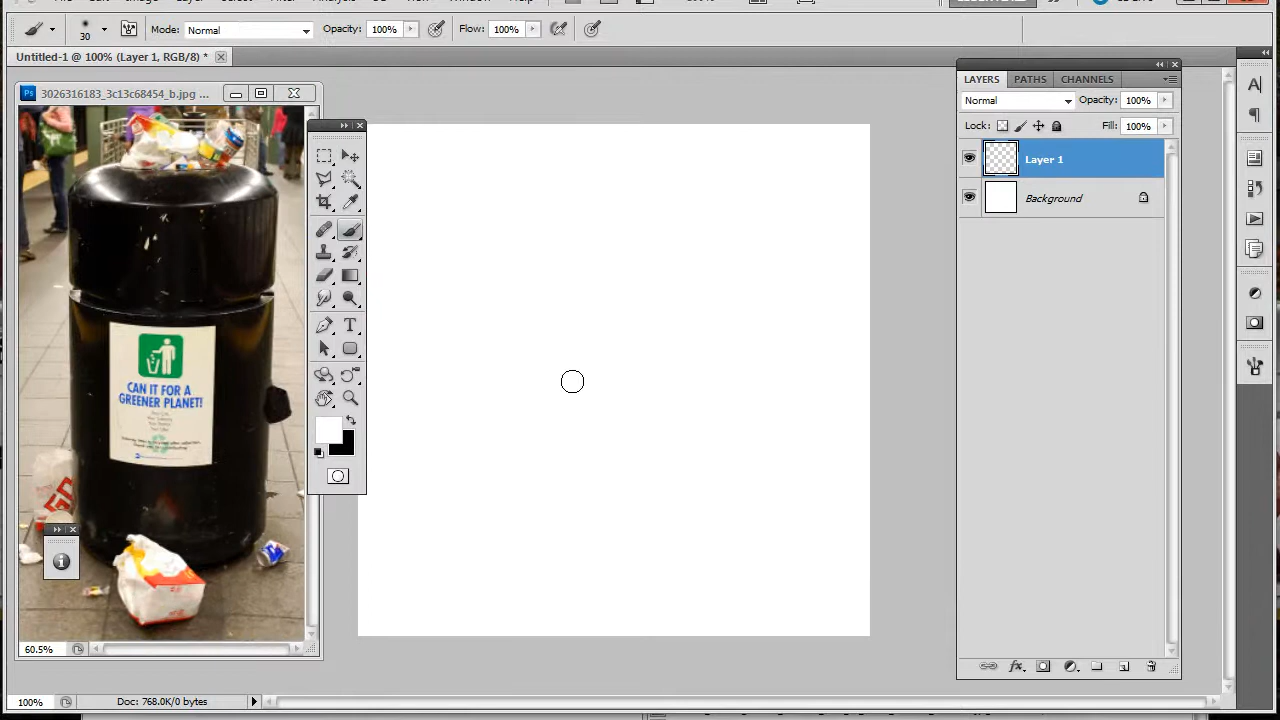 30
Mode: Normal
Opacity: 100%
Flow: 100%
Untitled-1 @ 100% (Layer 1, RGB/8) *
Ps 3026316183_3c13c68454_b.jpg ...
CAN IT FOR A
GREENER PLANET!
60.5%
LAYERS
PATHS
CHANNELS
Normal
Opacity: 100%
Lock:
Fill: 100%
Layer 1
Background
100%
Doc: 768.0K/0 bytes